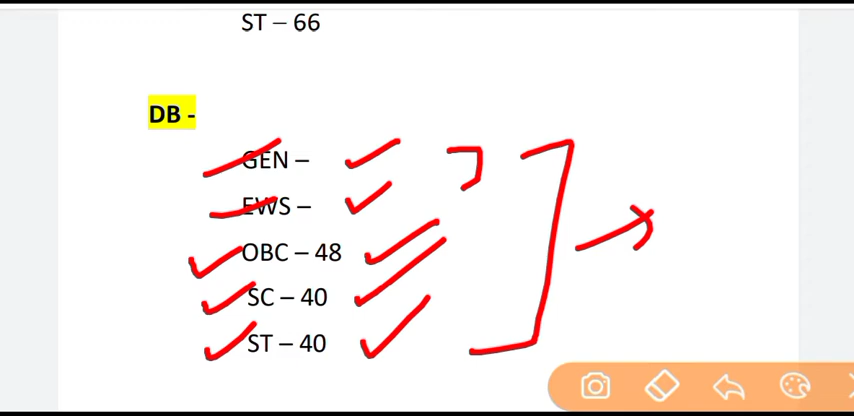 ST – 66
DB -
GEN –
EWS –
OBC – 48
SC – 40
ST – 40